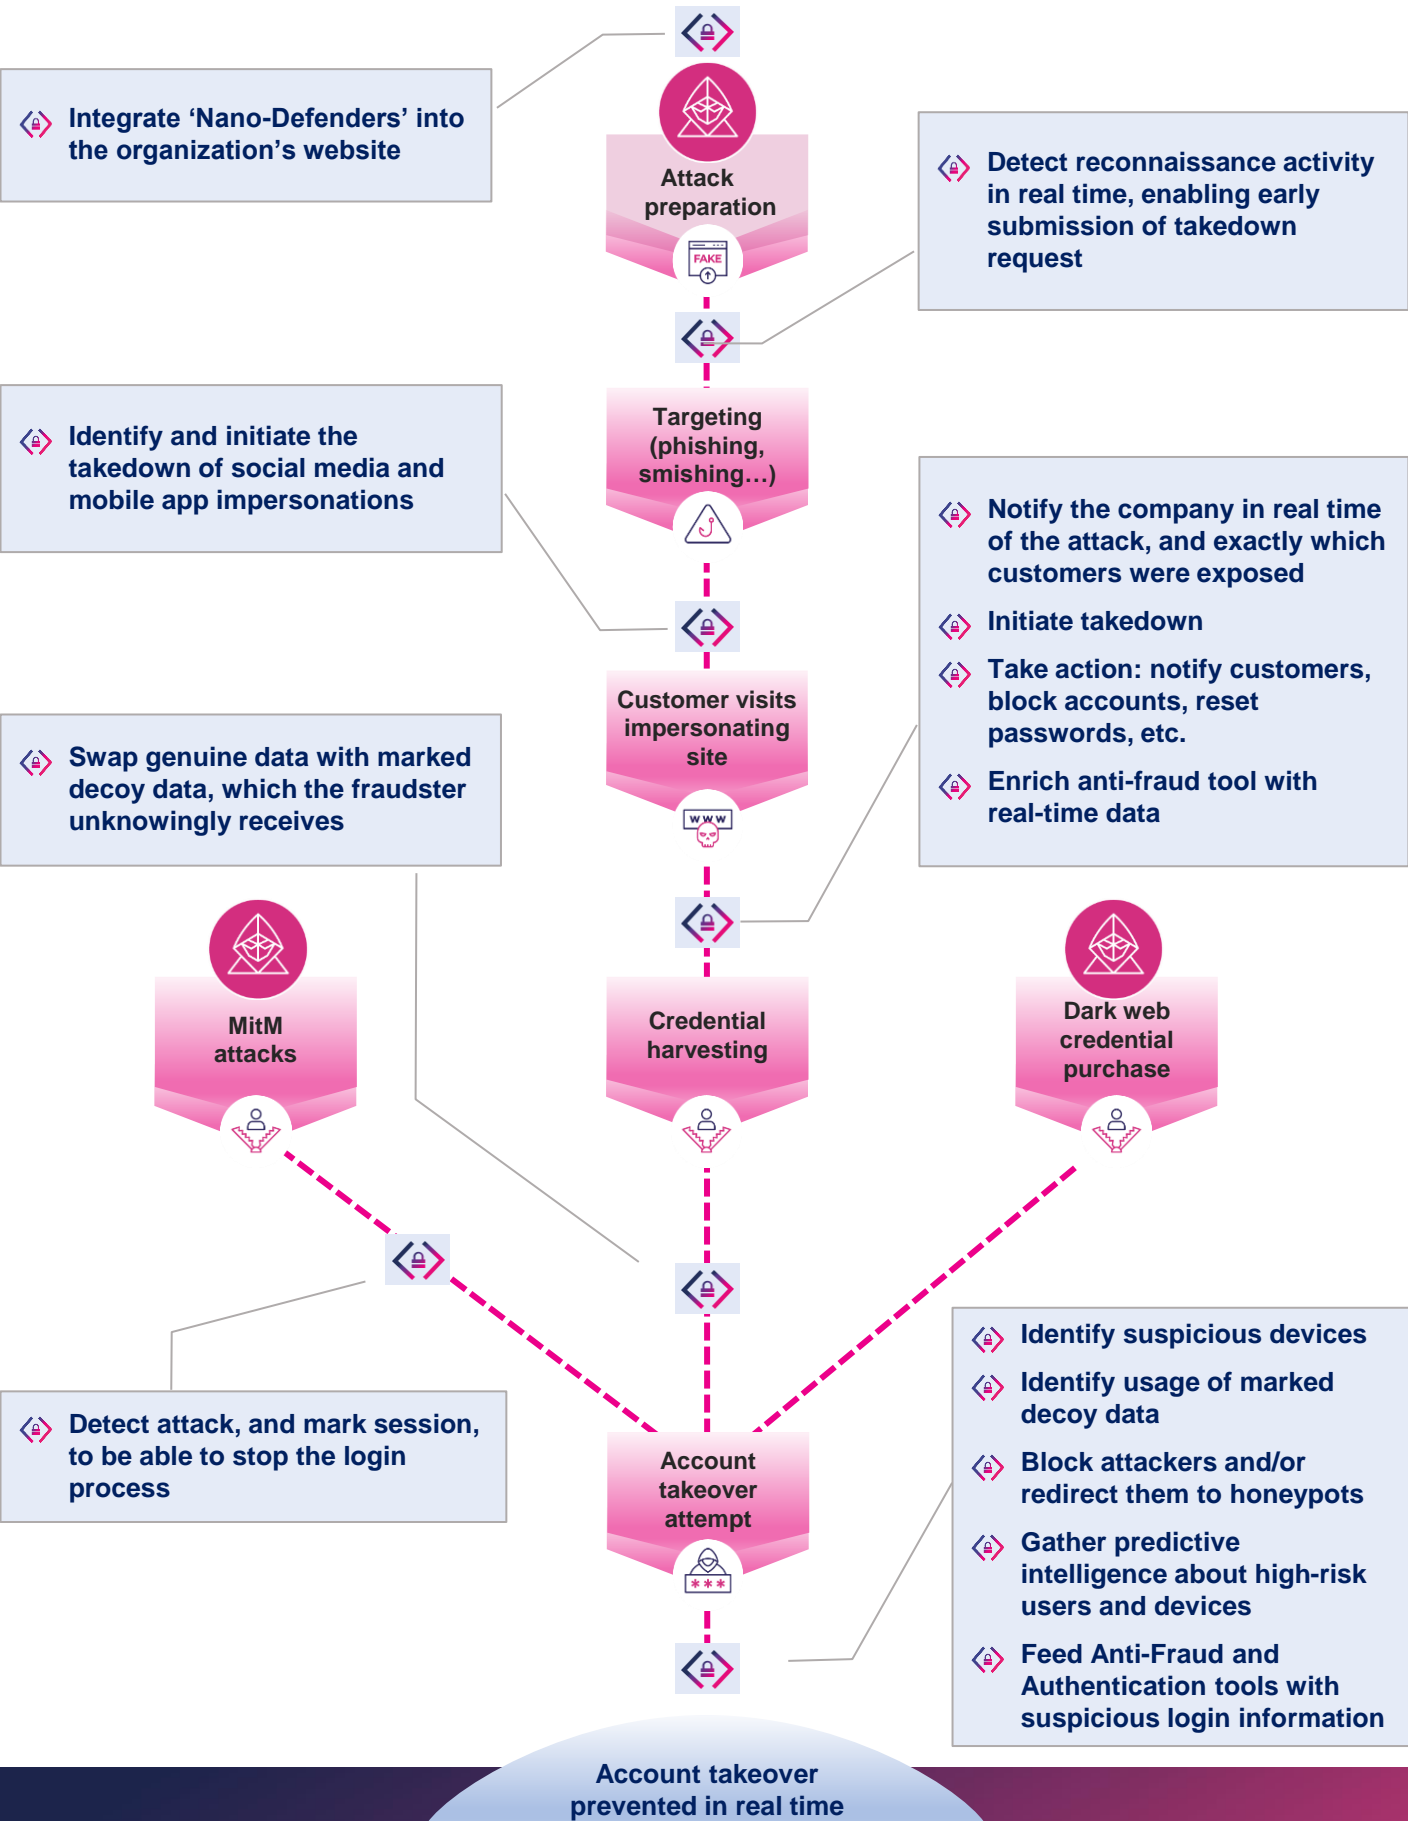 Integrate ‘Nano-Defenders’ into
the organization’s website
Attack
preparation
FAKE
Detect reconnaissance activity
in real time, enabling early
submission of takedown
request
Targeting
(phishing,
smishing…)
Identify and initiate the
takedown of social media and
mobile app impersonations
Notify the company in real time
of the attack, and exactly which
customers were exposed
Initiate takedown
Take action: notify customers,
block accounts, reset
passwords, etc.
Enrich anti-fraud tool with
real-time data
Customer visits
impersonating
site
WWW
Swap genuine data with marked
decoy data, which the fraudster
unknowingly receives
MitM
attacks
Credential
harvesting
Dark web
credential
purchase
Detect attack, and mark session,
to be able to stop the login
process
Account
takeover
attempt
***
Identify suspicious devices
Identify usage of marked
decoy data
Block attackers and/or
redirect them to honeypots
Gather predictive
intelligence about high-risk
users and devices
Feed Anti-Fraud and
Authentication tools with
suspicious login information
Account takeover
prevented in real time